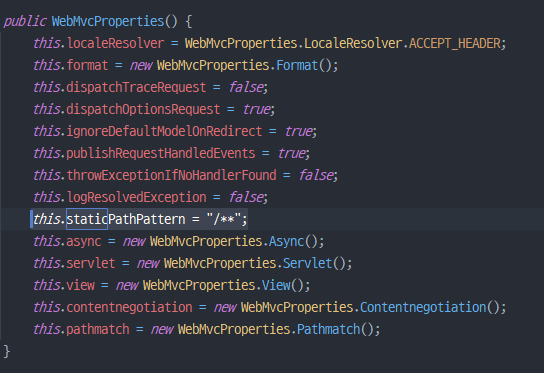 public WebMvcProperties() {
this.localeResolver = WebMvcProperties.LocaleResolver.ACCEPT_HEADER;
this.format = new WebMvcProperties.Format();
this.dispatchTraceRequest = false;
this.dispatchOptionsRequest = true;
this.ignoreDefaultModelOnRedirect = true;
this.publishRequestHandledEvents = true;
this.throwExceptionIfNoHandlerFound = false;
this.logResolvedException = false;
this.staticPathPattern = "/**";
this.async = new WebMvcProperties.Async();
this.servlet = new WebMvcProperties.Servlet();
this.view = new WebMvcProperties.View();
this.contentnegotiation = new WebMvcProperties.Contentnegotiation();
this.pathmatch = new WebMvcProperties.Pathmatch();
}